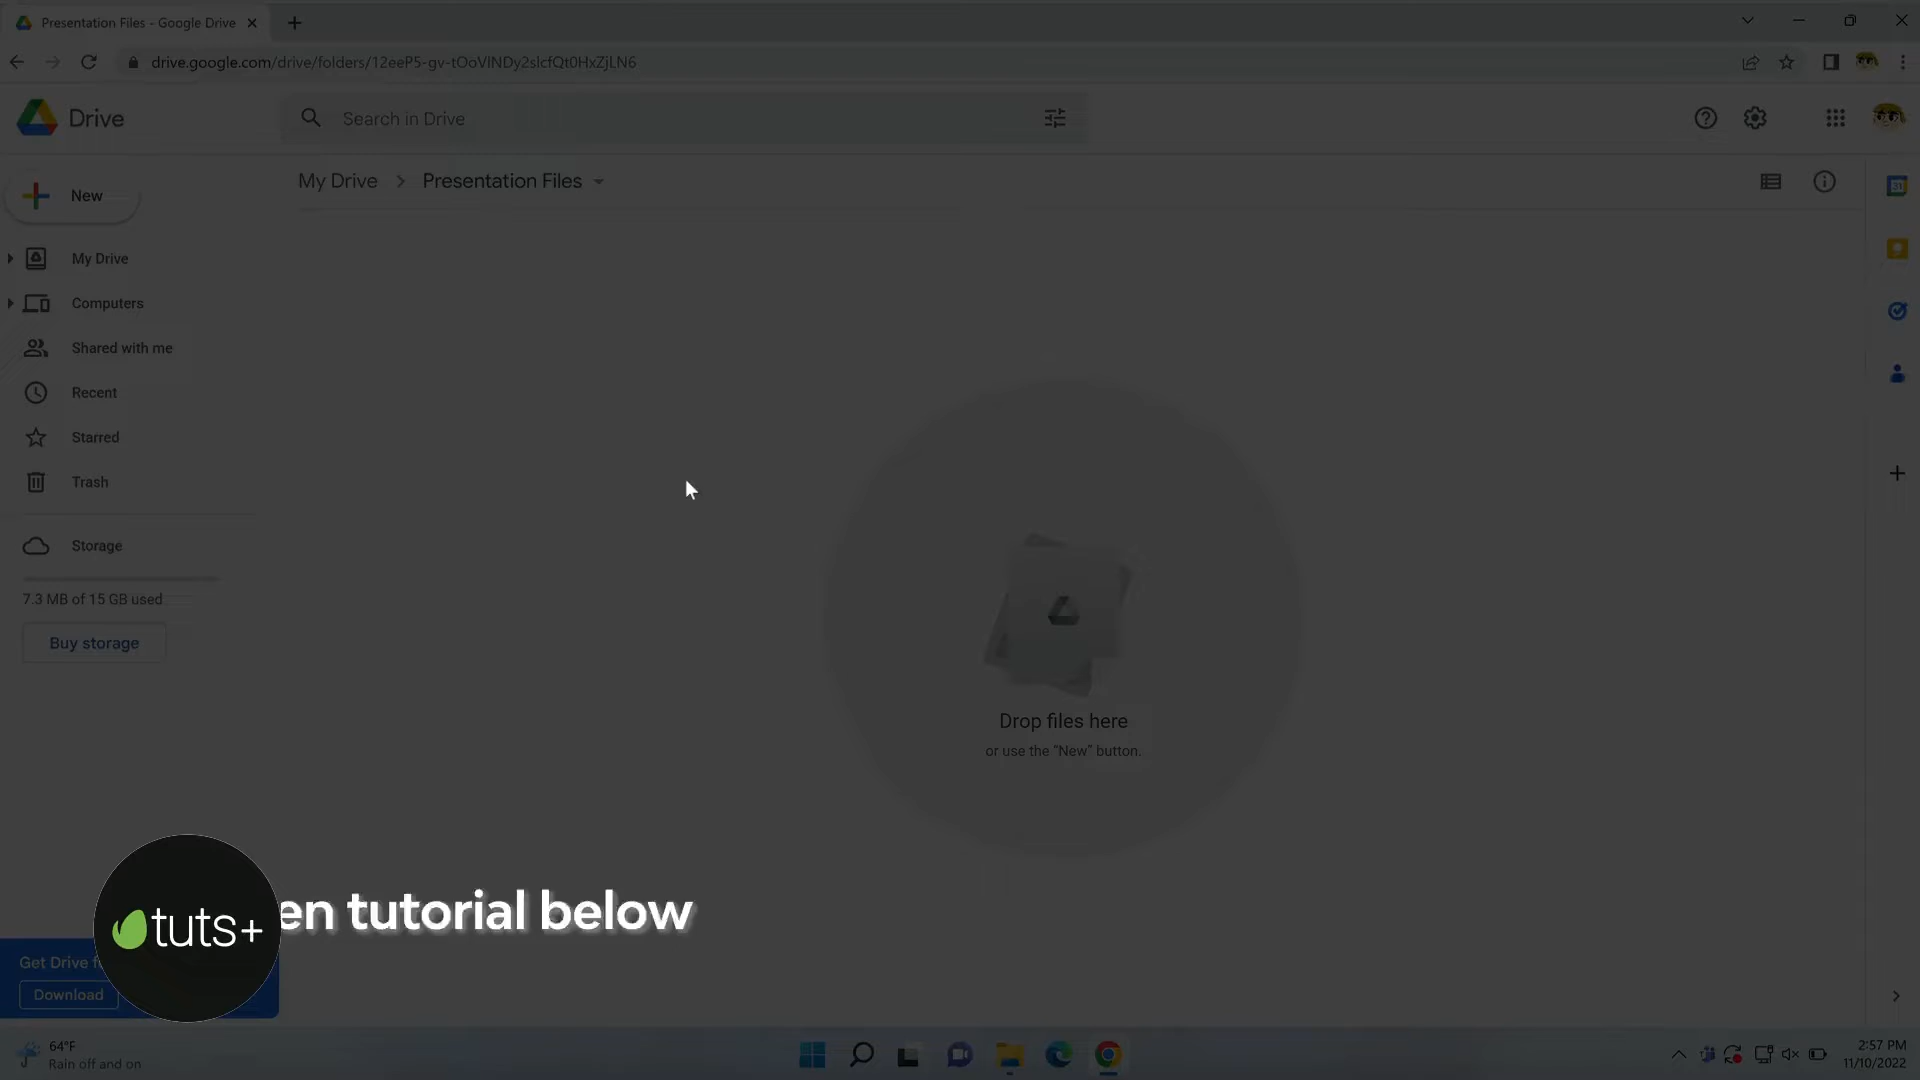 Presentation Files - Google Drive
drive.google.com/drive/folders/12eeP5-gv-tOoVlNDy2slcfQt0HxZjLN6
Drive
Search in Drive
New
My Drive > Presentation Files
31
My Drive
Computers
Shared with me
Recent
Starred
Trash
Storage
7.3 MB of 15 GB used
Buy storage
Drop files here
or use the "New" button.
tuts+
en tutorial below
Get Drive f
Download
64°F
Rain off and on
2:57 PM
11/10/2022